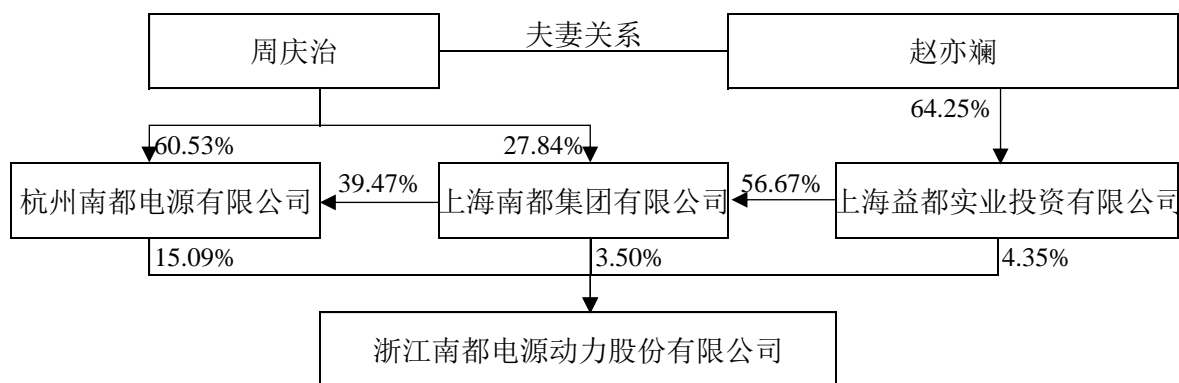 周庆治
夫妻关系
赵亦斓
64.25%
60.53%
27.84%
杭州南都电源有限公司
39.47%
上海南都集团有限公司
56.67%
上海益都实业投资有限公司
15.09%
3.50%
4.35%
浙江南都电源动力股份有限公司